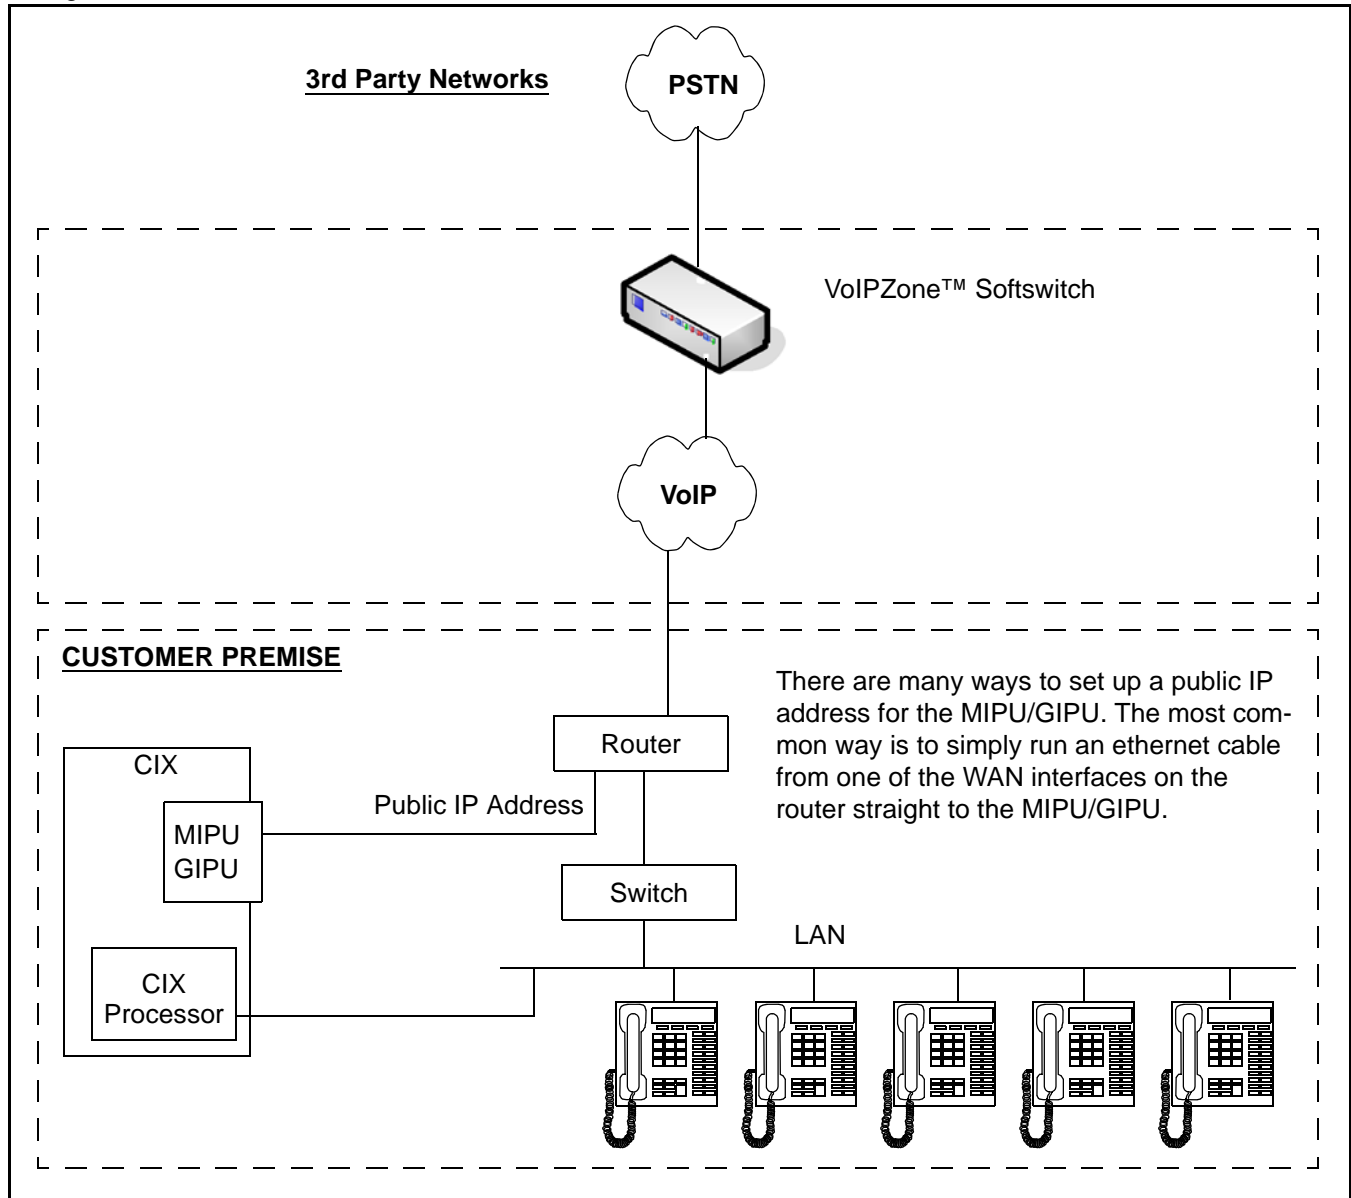 3rd Party Networks
PSTN
VoIPZone™ Softswitch
VoIP
CUSTOMER PREMISE
There are many ways to set up a public IP
address for the MIPU/GIPU. The most com-
mon way is to simply run an ethernet cable
from one of the WAN interfaces on the
router straight to the MIPU/GIPU.
Router
CIX
Public IP Address
MIPU
GIPU
Switch
LAN
CIX
Processor